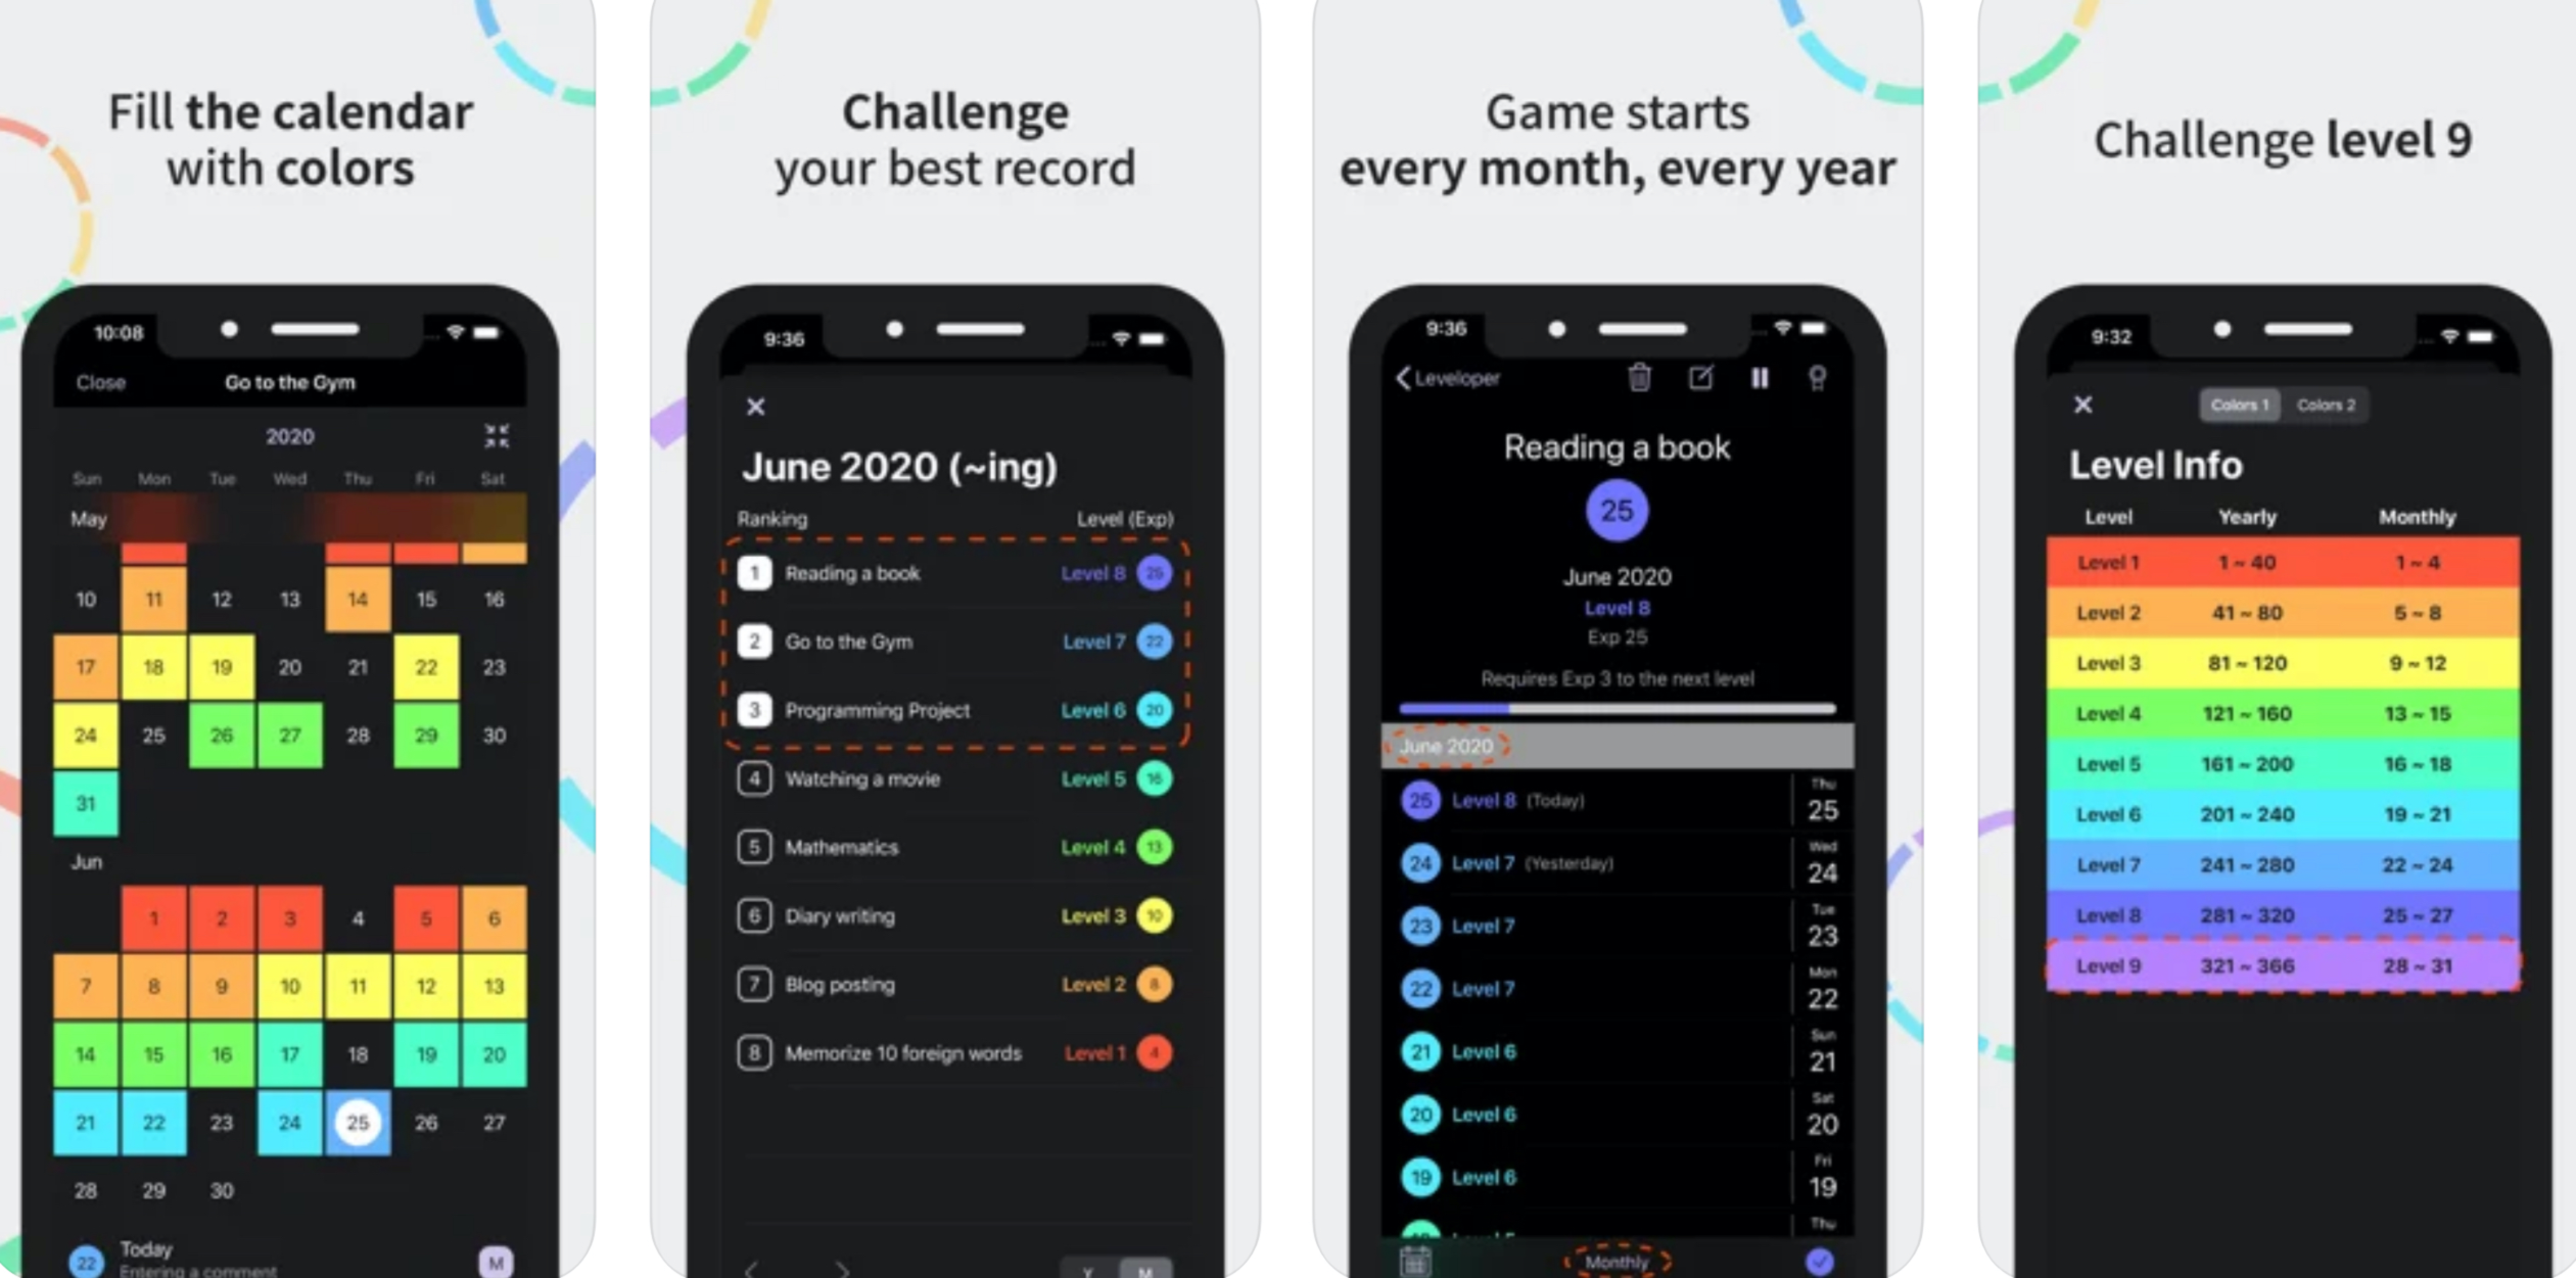 Fill the calendar
with colors
10:08
Close Go to the Gym
2020
Sun Mon Tue Wed Thu Fri Sat
May
10 11 12 13 14 15 16
17 18 19 20 21 22 23
24 25 26 27 28 29 30
31
Jun
1 2 3 4 5 6
7 8 9 10 11 12 13
14 15 16 17 18 19 20
21 22 23 24 25 26 27
28 29 30
22 Today M
Entering a comment
Challenge
your best record
9:36
June 2020 (~ing)
Ranking Level (Exp)
1 Reading a book Level 8 25
2 Go to the Gym Level 7 22
3 Programming Project Level 6 20
4 Watching a movie Level 5 16
5 Mathematics Level 4 13
6 Diary writing Level 3 10
7 Blog posting Level 2 8
8 Memorize 10 foreign words Level 1 4
Y M
Game starts
every month, every year
9:36
Leveloper
Reading a book
25
June 2020
Level 8
Exp 25
Requires Exp 3 to the next level
June 2020
25 Level 8 (Today) Thu 25
24 Level 7 (Yesterday) Wed 24
23 Level 7 Tue 23
22 Level 7 Mon 22
21 Level 6 Sun 21
20 Level 6 Sat 20
19 Level 6 Fri 19
Thu
Monthly
Challenge level 9
9:32
Colors 1 Colors 2
Level Info
Level Yearly Monthly
Level 1 1 ~ 40 1 ~ 4
Level 2 41 ~ 80 5 ~ 8
Level 3 81 ~ 120 9 ~ 12
Level 4 121 ~ 160 13 ~ 15
Level 5 161 ~ 200 16 ~ 18
Level 6 201 ~ 240 19 ~ 21
Level 7 241 ~ 280 22 ~ 24
Level 8 281 ~ 320 25 ~ 27
Level 9 321 ~ 366 28 ~ 31